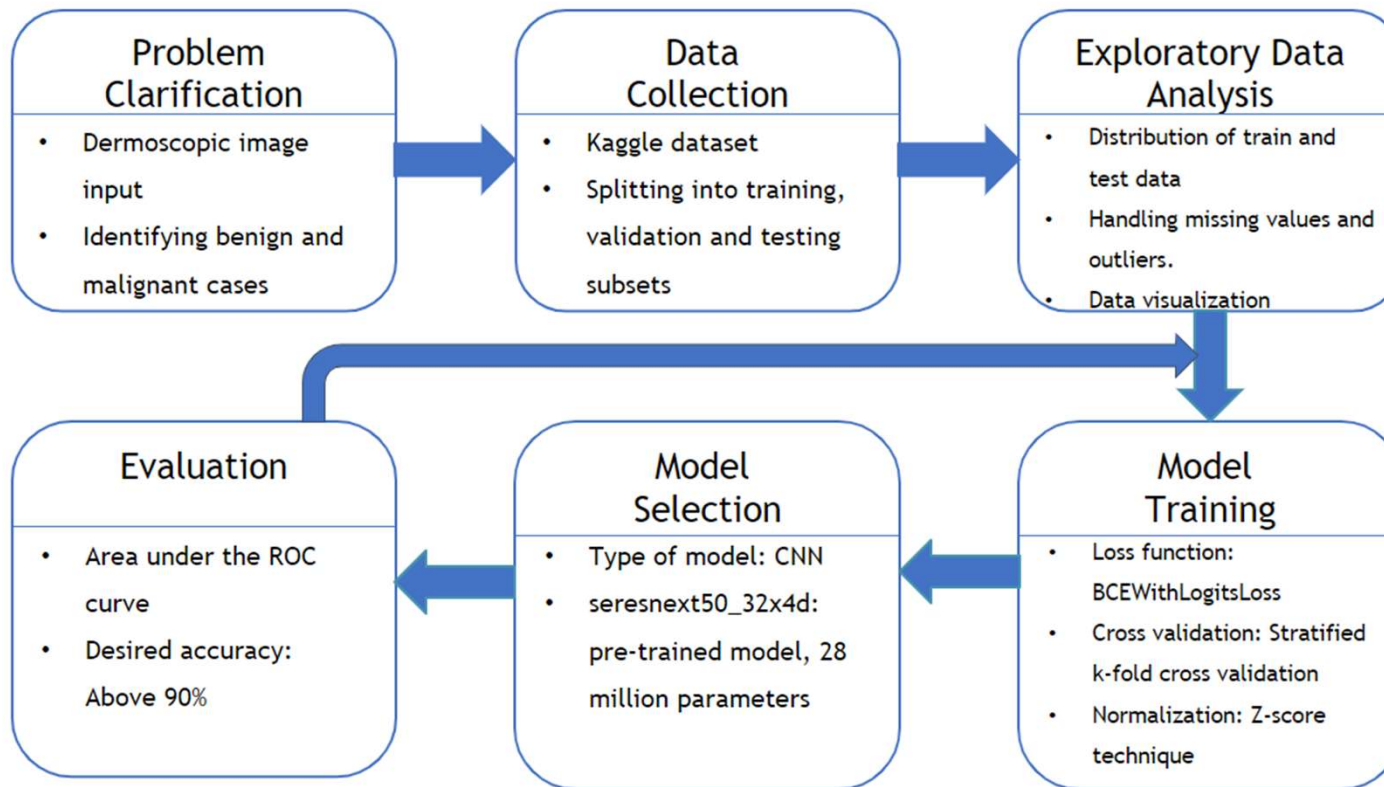 Problem
Clarification
• Dermoscopic image
input
• Identifying benign and
malignant cases
Data
Collection
• Kaggle dataset
• Splitting into training,
validation and testing
subsets
Exploratory Data
Analysis
• Distribution of train and
test data
• Handling missing values and
outliers.
• Data visualization
Evaluation
• Area under the ROC
curve
• Desired accuracy:
Above 90%
Model
Selection
• Type of model: CNN
• seresnext50_32x4d:
pre-trained model, 28
million parameters
Model
Training
• Loss function:
BCEWithLogitsLoss
• Cross validation: Stratified
k-fold cross validation
• Normalization: Z-score
technique